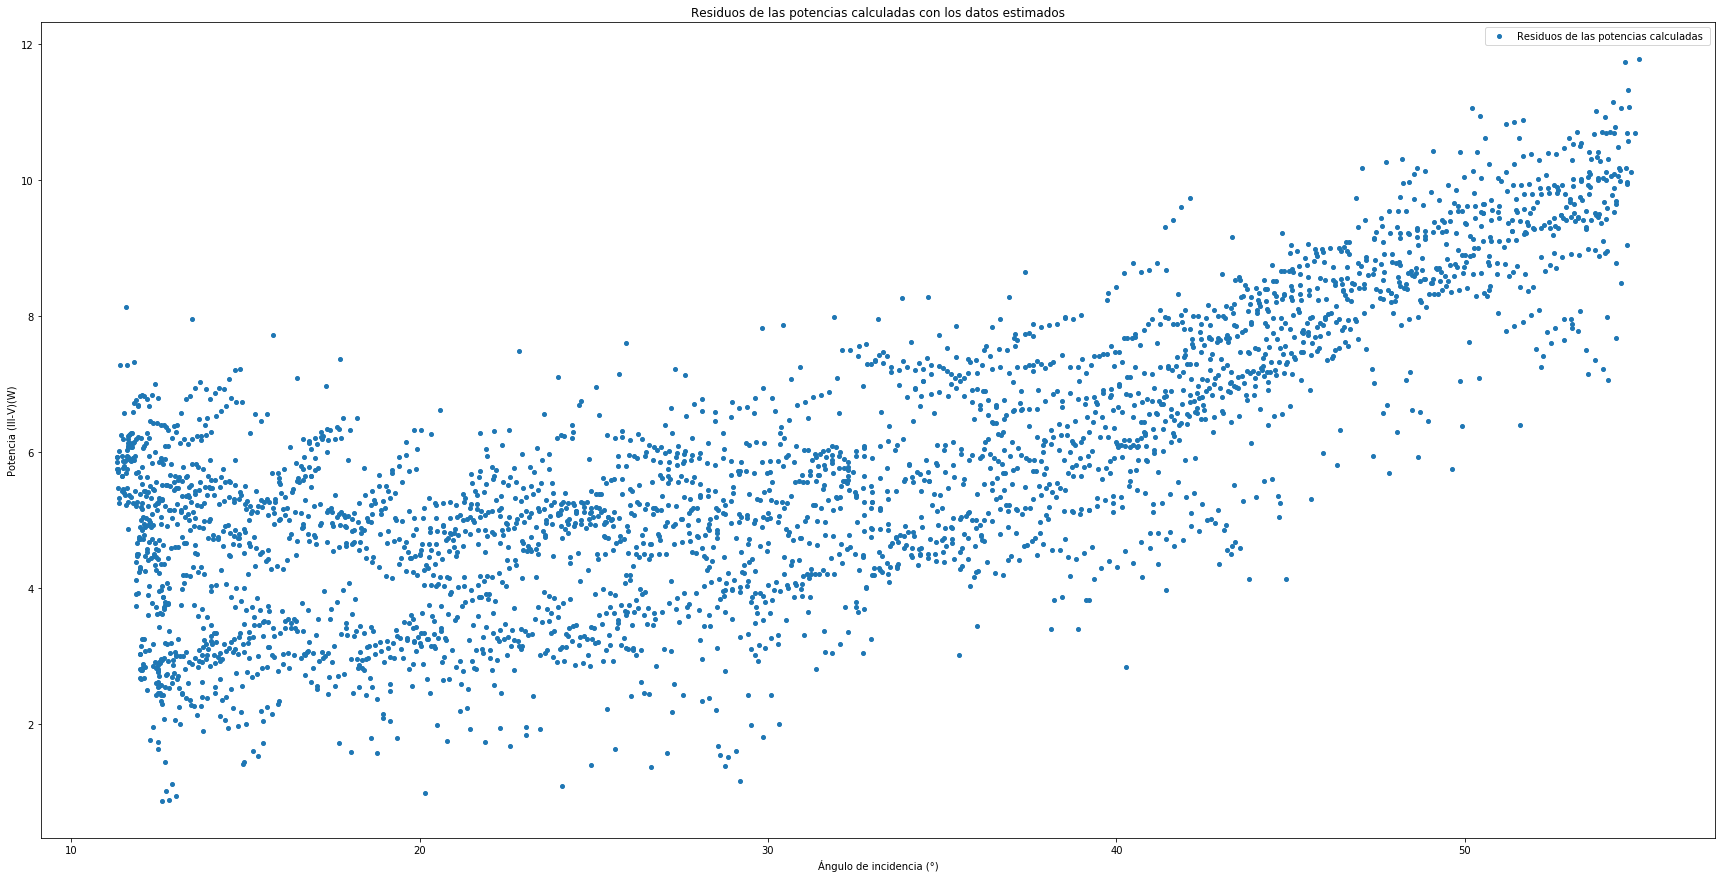 Residuos de las potencias calculadas con los datos estimados
Residuos de las potencias calculadas
12
10
8
6
4
2
Potencia (III-V)(W)
10 20 30 40 50
Ángulo de incidencia (°)